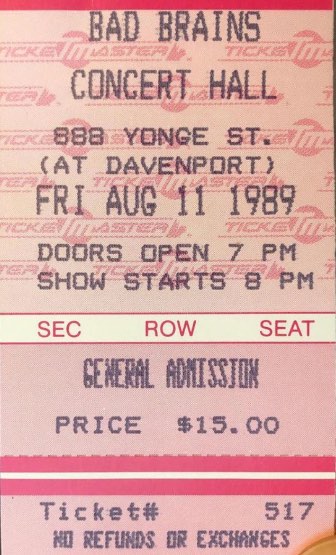 BAD BRAINS
CONCERT HALL
888 YONGE ST.
(AT DAVENPORT)
FRI AUG 11 1989
DOORS OPEN 7 PM
SHOW STARTS 8 PM
SEC ROW SEAT
GENERAL ADMISSION
PRICE $15.00
Ticket# 517
NO REFUNDS OR EXCHANGES